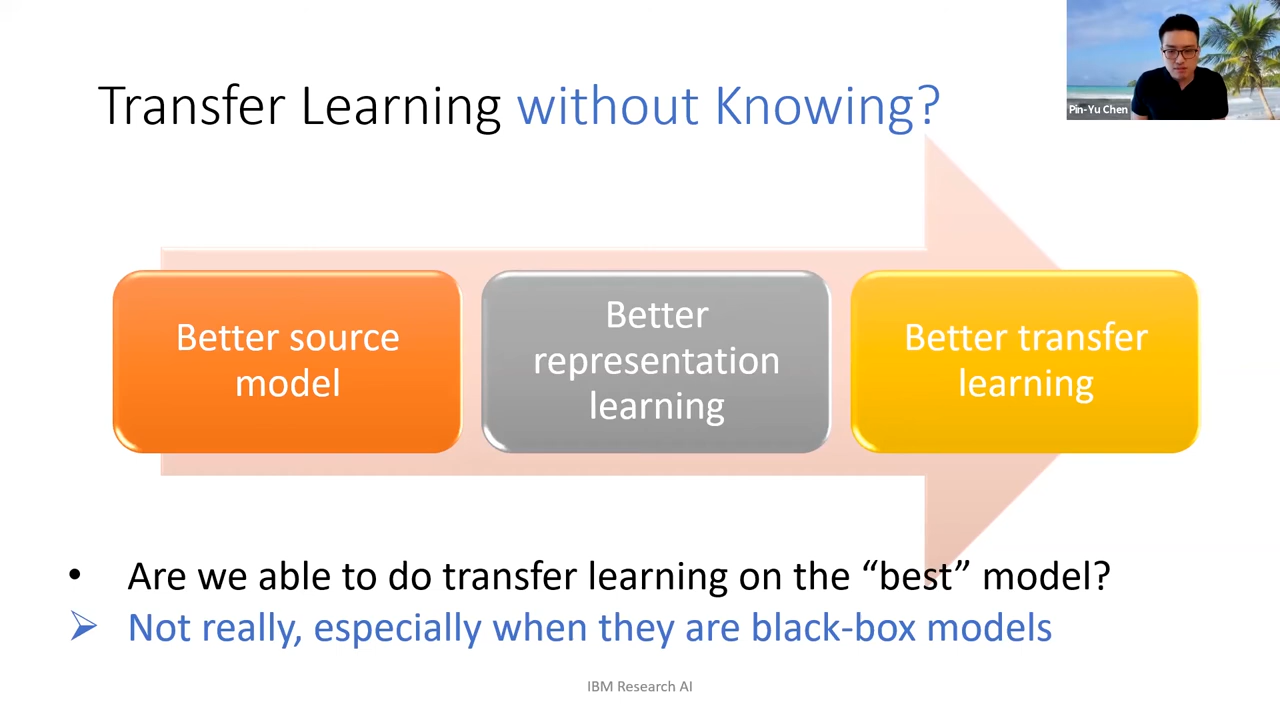 Transfer Learning without Knowing?
Pin-Yu Chen
Better source
model
Better
representation
learning
Better transfer
learning
• Are we able to do transfer learning on the “best” model?
➢ Not really, especially when they are black-box models
IBM Research AI